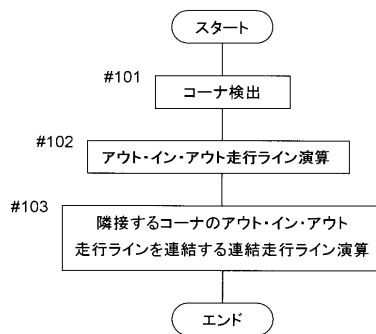 スタート
#101
コーナ検出
#102
アウト・イン・アウト走行ライン演算
#103
隣接するコーナのアウト・イン・アウト
走行ラインを連結する連結走行ライン演算
エンド